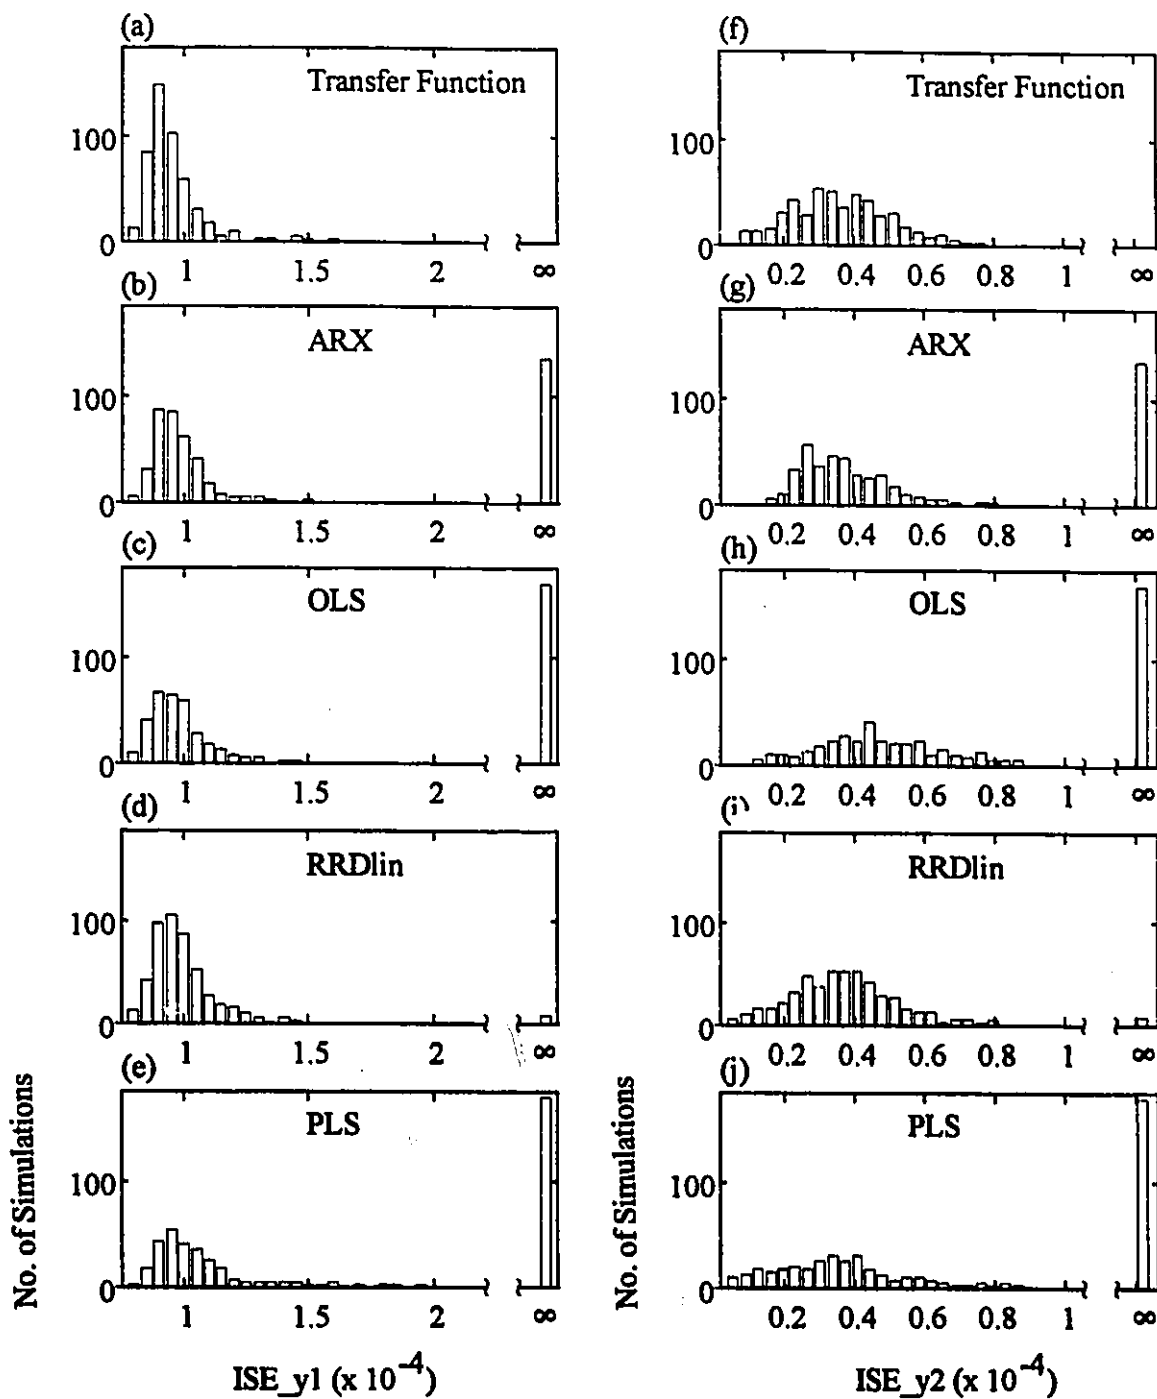 (a)
Transfer Function
100
0
1
1.5
2
∞
(b)
ARX
100
0
1
1.5
2
∞
(c)
OLS
100
0
1
1.5
2
∞
(d)
RRDlin
100
0
1
1.5
2
∞
(e)
PLS
100
0
1
1.5
2
∞
No. of Simulations
ISE_y1 (x 10^-4)
(f)
Transfer Function
100
0
0.2
0.4
0.6
0.8
1
∞
(g)
ARX
100
0
0.2
0.4
0.6
0.8
1
∞
(h)
OLS
100
0
0.2
0.4
0.6
0.8
1
∞
(i)
RRDlin
100
0
0.2
0.4
0.6
0.8
1
∞
(j)
PLS
100
0
0.2
0.4
0.6
0.8
1
∞
No. of Simulations
ISE_y2 (x 10^-4)